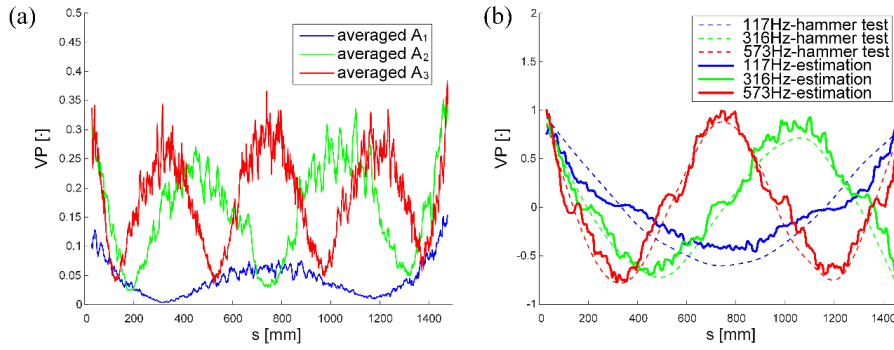 (a)
averaged A1
averaged A2
averaged A3
0.5
0.45
0.4
0.35
0.3
0.25
0.2
0.15
0.1
0.05
0
VP [·]
0 200 400 600 800 1000 1200 1400
s [mm]
(b)
117Hz-hammer test
316Hz-hammer test
573Hz-hammer test
117Hz-estimation
316Hz-estimation
573Hz-estimation
2
1.5
1
0.5
0
-0.5
-1
VP [·]
0 200 400 600 800 1000 1200 1400
s [mm]